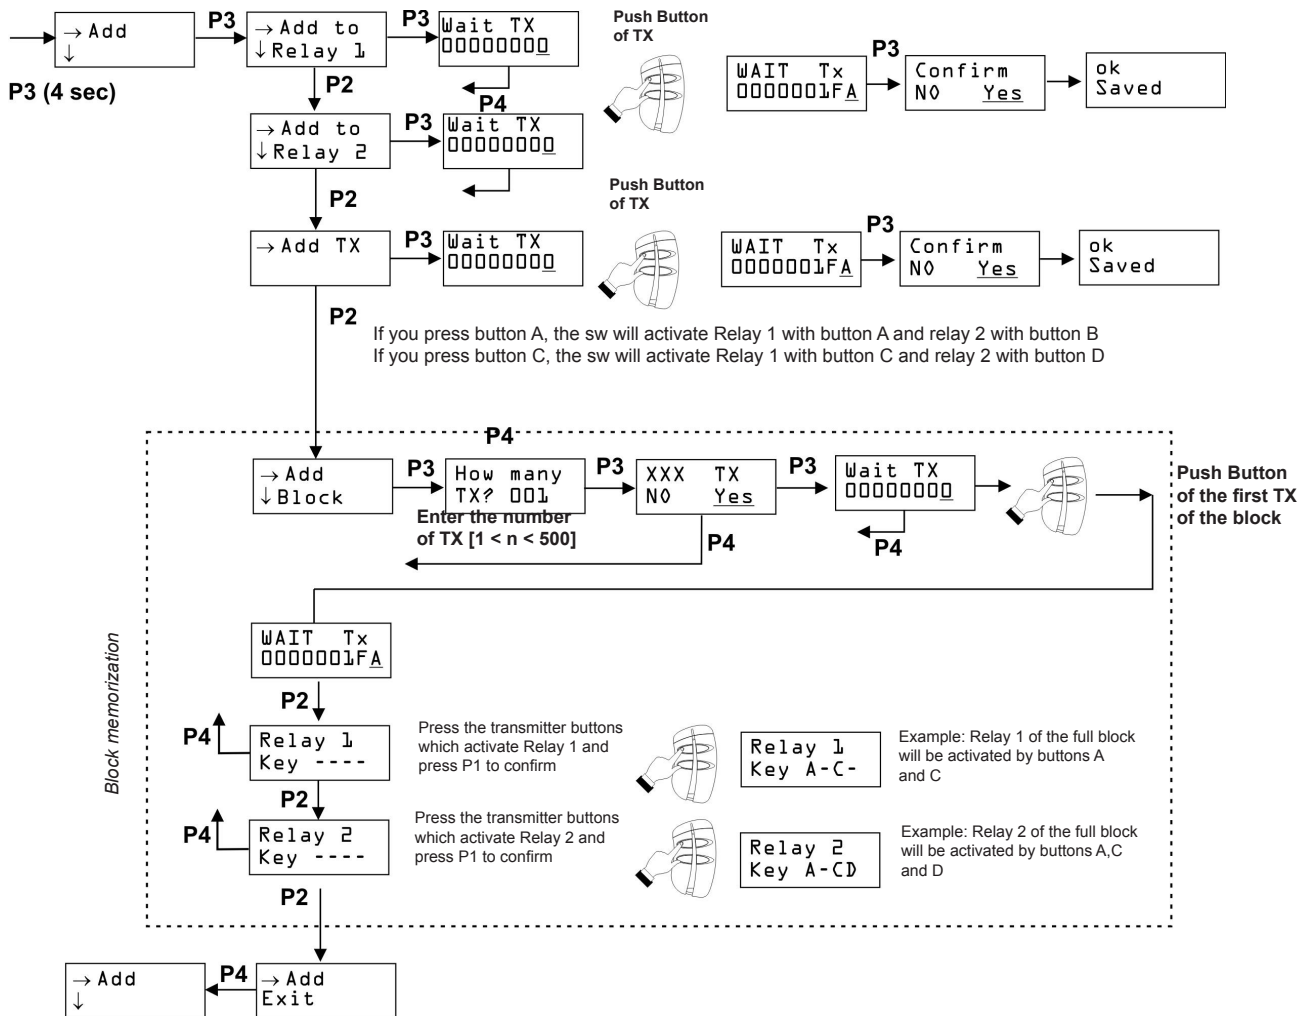 → Add
↓
P3 (4 sec)
P3
→ Add to
↓ Relay 1
P3
Wait TX
00000000
P4
Push Button
of TX
WAIT Tx
0000001FA
P3
Confirm
NO Yes
ok
Saved
P2
→ Add to
↓ Relay 2
P3
Wait TX
00000000
P2
Push Button
of TX
→ Add TX
P3
Wait TX
00000000
WAIT Tx
0000001FA
P3
Confirm
NO Yes
ok
Saved
P2
If you press button A, the sw will activate Relay 1 with button A and relay 2 with button B
If you press button C, the sw will activate Relay 1 with button C and relay 2 with button D
P4
→ Add
↓ Block
P3
How many
TX? 001
Enter the number
of TX [1 < n < 500]
P3
XXX TX
NO Yes
P4
P3
Wait TX
00000000
P4
Push Button
of the first TX
of the block
Block memorization
WAIT Tx
0000001FA
P2
P4
Relay 1
Key ----
Press the transmitter buttons
which activate Relay 1 and
press P1 to confirm
Relay 1
Key A-C-
Example: Relay 1 of the full block
will be activated by buttons A
and C
P2
P4
Relay 2
Key ----
Press the transmitter buttons
which activate Relay 2 and
press P1 to confirm
Relay 2
Key A-CD
Example: Relay 2 of the full block
will be activated by buttons A,C
and D
P2
→ Add
↓
P4
→ Add
Exit